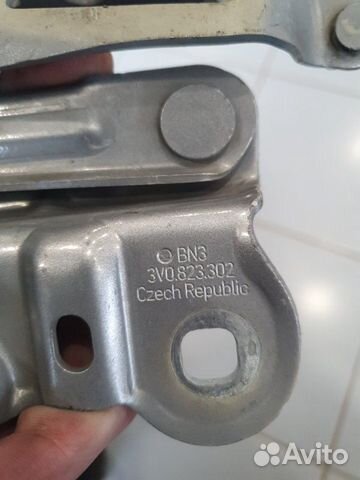 BN3
3V0.823.302
Czech Republic
Avito